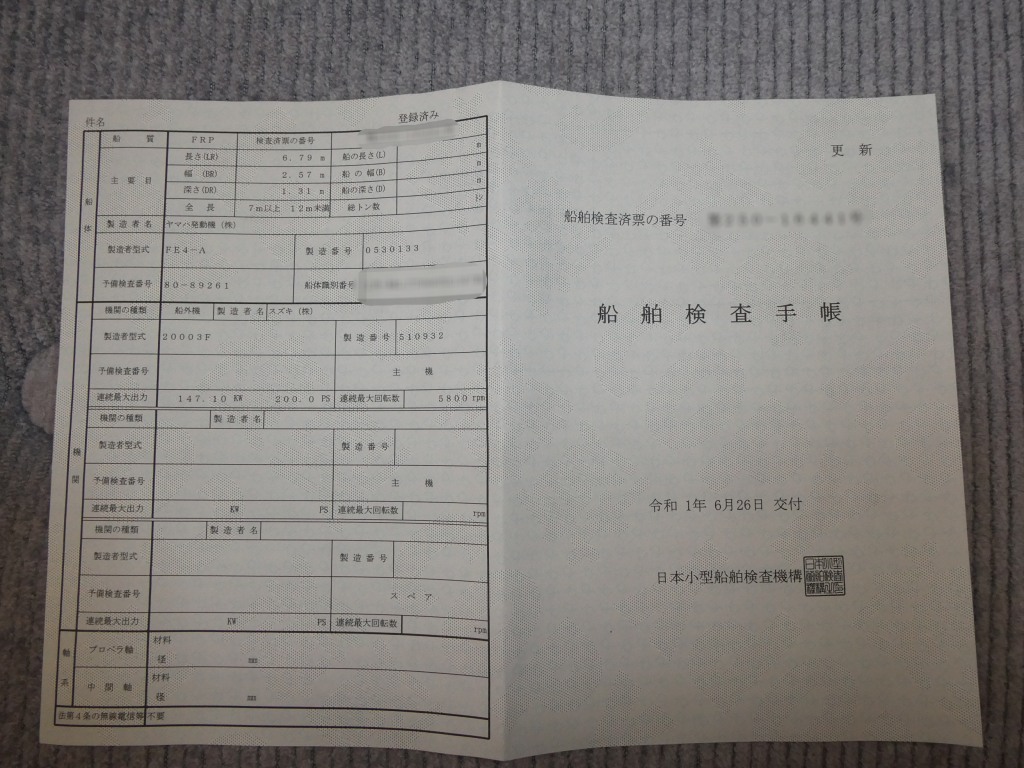 件名
登録済み
船質 FRP 検査済票の番号
主要目 長さ(LR) 6.79 m 船の長さ(L) m
幅 (BR) 2.57 m 船の幅(B) m
深さ(DR) 1.31 m 船の深さ(D) m
全長 7m以上 12m未満 総トン数 トン
船体
製造者名 ヤマハ発動機(株)
製造者型式 FE4-A 製造番号 0530133
予備検査番号 80-89261 船体識別番号
機関の種類 船外機 製造者名 スズキ(株)
製造者型式 20003F 製造番号 510932
予備検査番号 主機
連続最大出力 147.10 KW 200.0 PS 連続最大回転数 5800 rpm
機関
機関の種類 製造者名
製造者型式 製造番号
予備検査番号 主機
連続最大出力 KW PS 連続最大回転数 rpm
機関の種類 製造者名
製造者型式 製造番号
予備検査番号 スペア
連続最大出力 KW PS 連続最大回転数 rpm
軸系
プロペラ軸 材料
径 mm
中間軸 材料
径 mm
法第4条の無線電信等 不要
更新
船舶検査済票の番号
船舶検査手帳
令和 1年 6月26日 交付
日本小型船舶検査機構